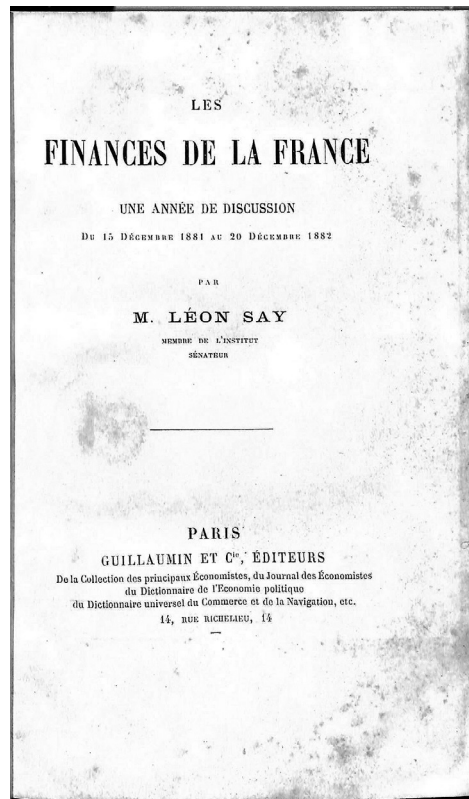 LES
FINANCES DE LA FRANCE
UNE ANNÉE DE DISCUSSION
DU 15 DÉCEMBRE 1881 AU 20 DÉCEMBRE 1882
PAR
M. LÉON SAY
MEMBRE DE L'INSTITUT
SÉNATEUR
PARIS
GUILLAUMIN ET Cie, ÉDITEURS
De la Collection des principaux Économistes, du Journal des Économistes
du Dictionnaire de l'Economie politique
du Dictionnaire universel du Commerce et de la Navigation, etc.
14, RUE RICHELIEU, 14